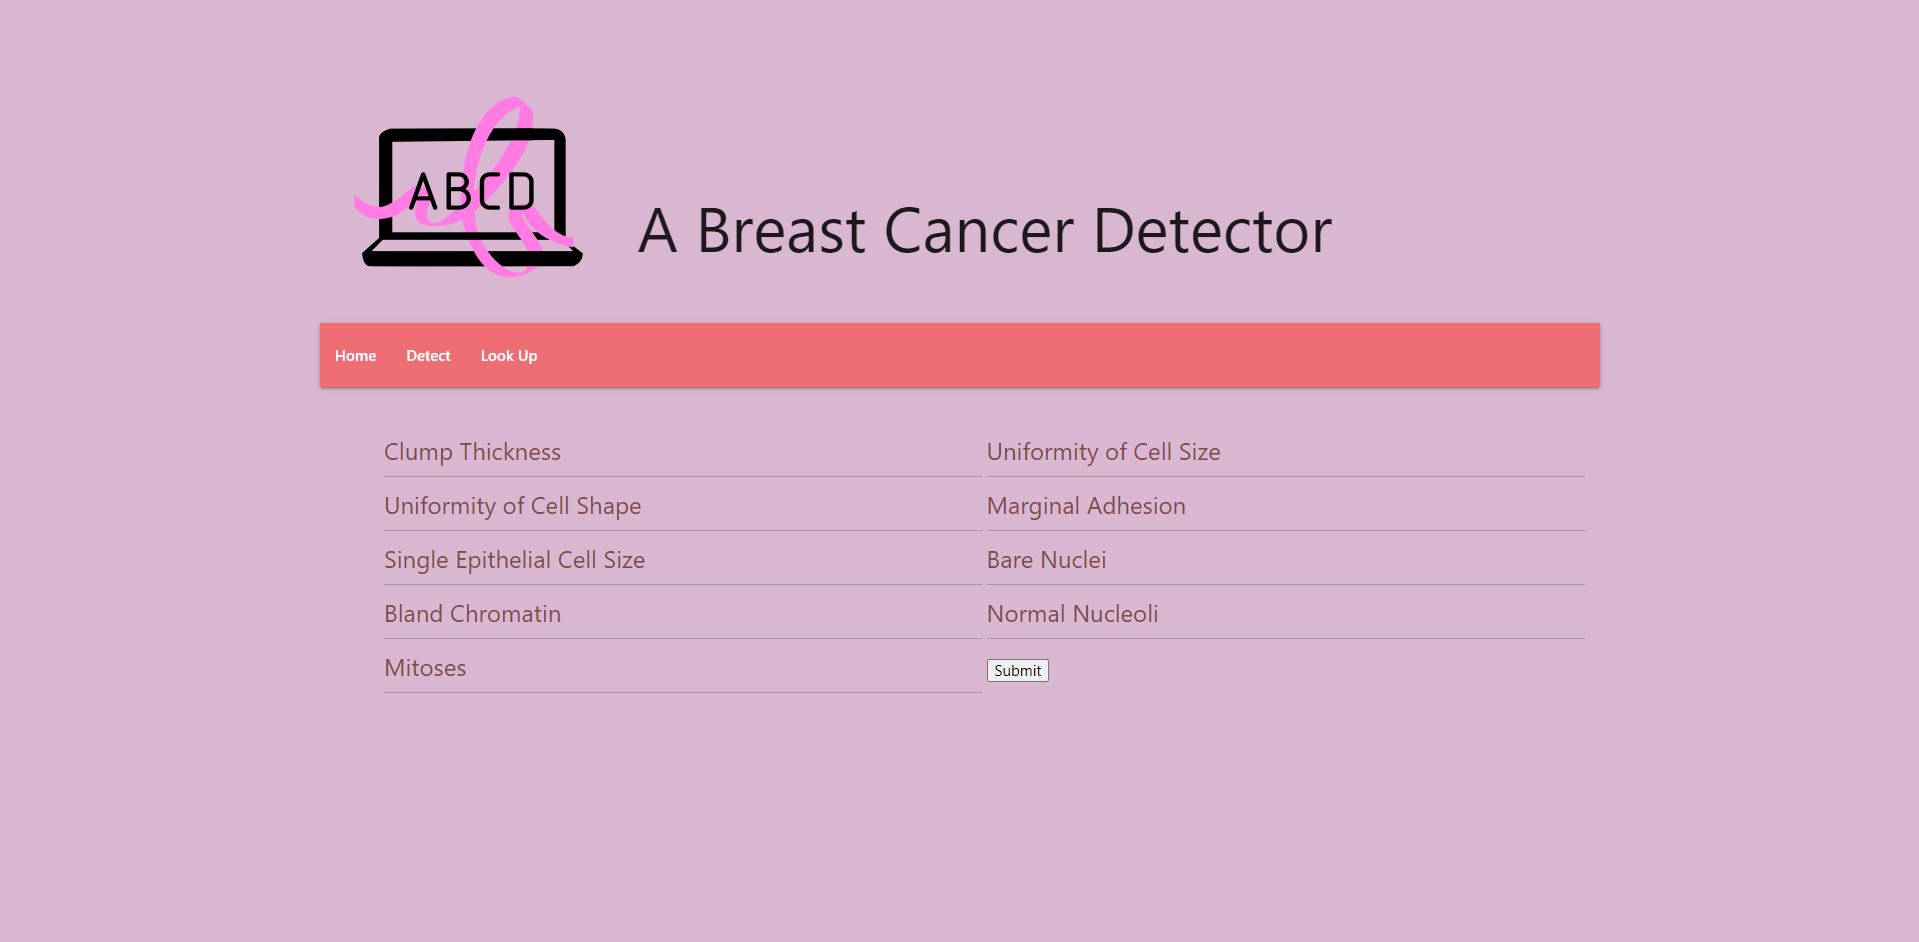 ABCD
A Breast Cancer Detector
Home Detect Look Up
Clump Thickness Uniformity of Cell Size
Uniformity of Cell Shape Marginal Adhesion
Single Epithelial Cell Size Bare Nuclei
Bland Chromatin Normal Nucleoli
Mitoses Submit